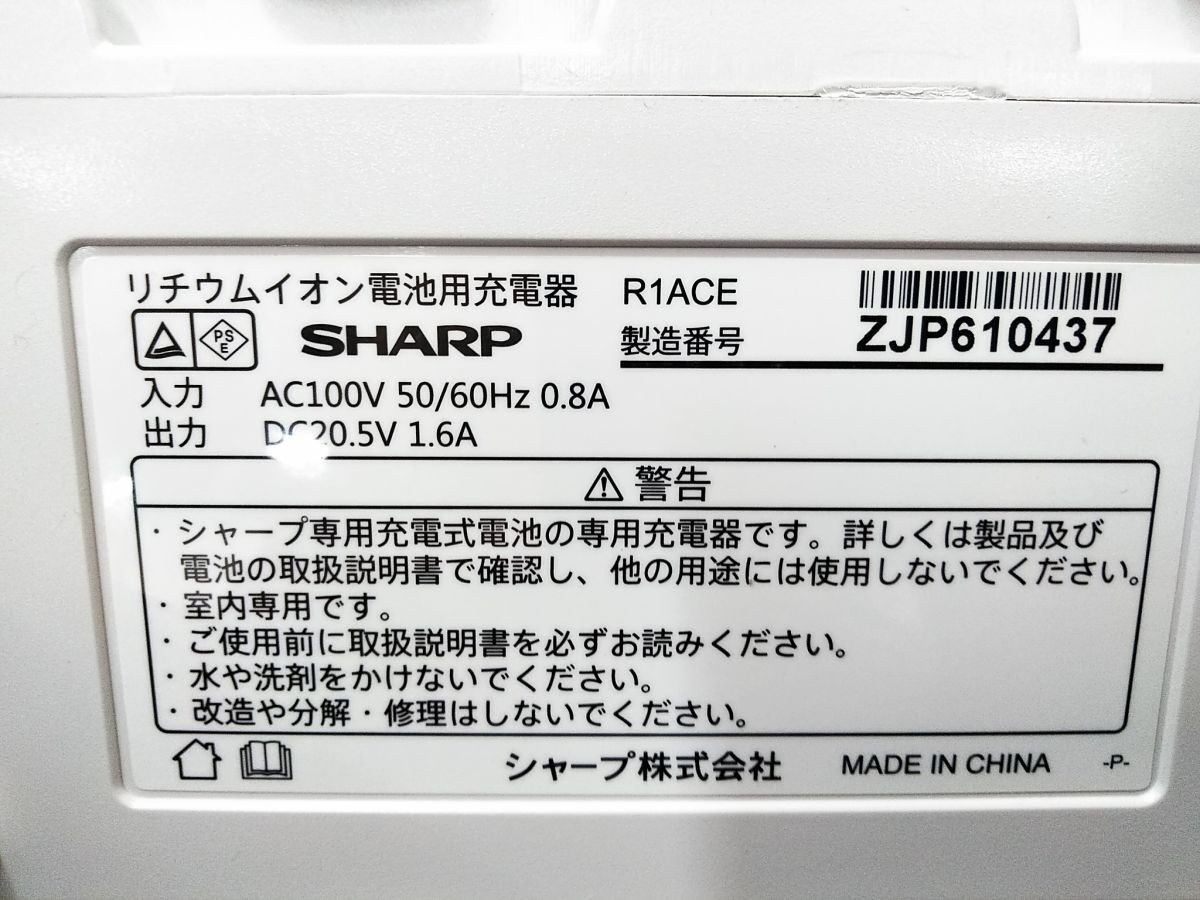 リチウムイオン電池用充電器 R1ACE
PS
E
SHARP 製造番号 ZJP610437
入力 AC100V 50/60Hz 0.8A
出力 DC20.5V 1.6A
警告
・シャープ専用充電式電池の専用充電器です。詳しくは製品及び
電池の取扱説明書で確認し、他の用途には使用しないでください。
・室内専用です。
・ご使用前に取扱説明書を必ずお読みください。
・水や洗剤をかけないでください。
・改造や分解・修理はしないでください。
シャープ株式会社 MADE IN CHINA -P-